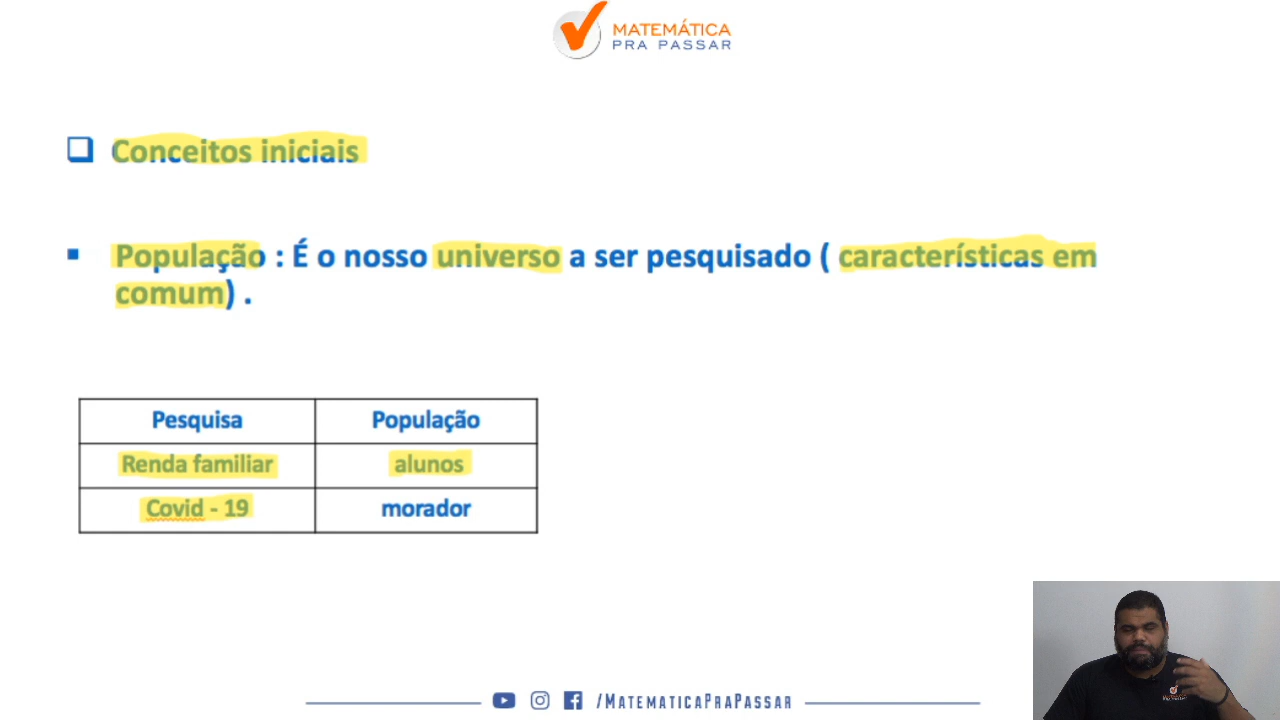 MATEMÁTICA
PRA PASSAR
Conceitos iniciais
População : É o nosso universo a ser pesquisado ( características em
comum) .
Pesquisa População
Renda familiar alunos
Covid - 19 morador
/MATEMATICAPRAPASSAR